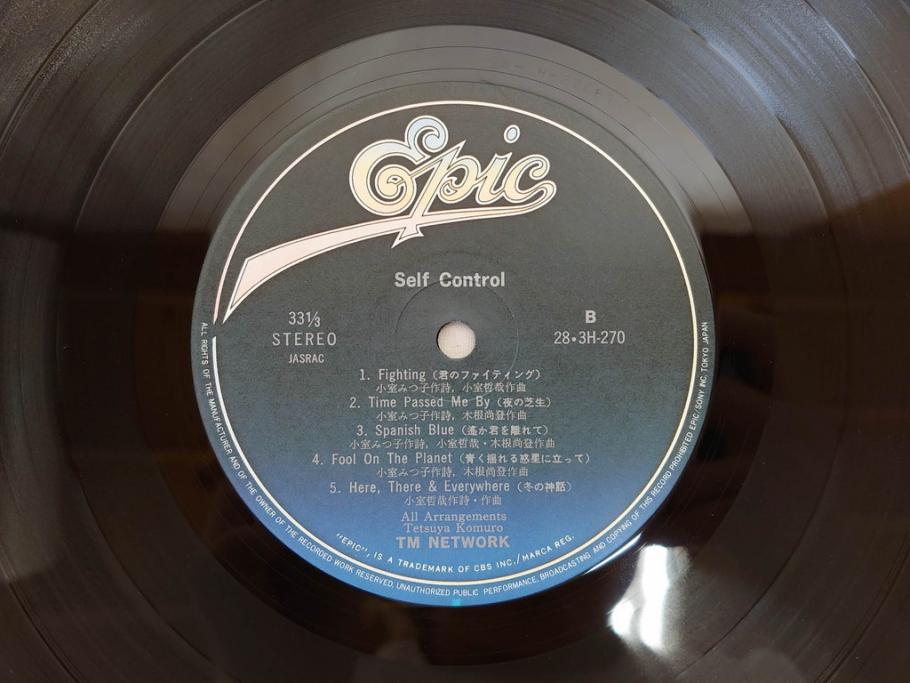 Epic
Self Control
33⅓
STEREO
JASRAC
B
28•3H-270
1. Fighting (君のファイティング)
小室みつ子作詩, 小室哲哉作曲
2. Time Passed Me By (夜の芝生)
小室みつ子作詩, 木根尚登作曲
3. Spanish Blue (遙か君を離れて)
小室みつ子作詩, 小室哲哉・木根尚登作曲
4. Fool On The Planet (青く揺れる惑星に立って)
小室みつ子作詩, 木根尚登作曲
5. Here, There & Everywhere (冬の神話)
小室哲哉作詩・作曲
All Arrangements
Tetsuya Komuro
TM NETWORK
"EPIC", IS A TRADEMARK OF CBS INC./MARCA REG.
ALL RIGHTS OF THE MANUFACTURER AND OF THE OWNER OF THE RECORDED WORK RESERVED. UNAUTHORIZED PUBLIC PERFORMANCE, BROADCASTING AND COPYING OF THIS RECORD PROHIBITED EPIC/SONY INC. TOKYO JAPAN